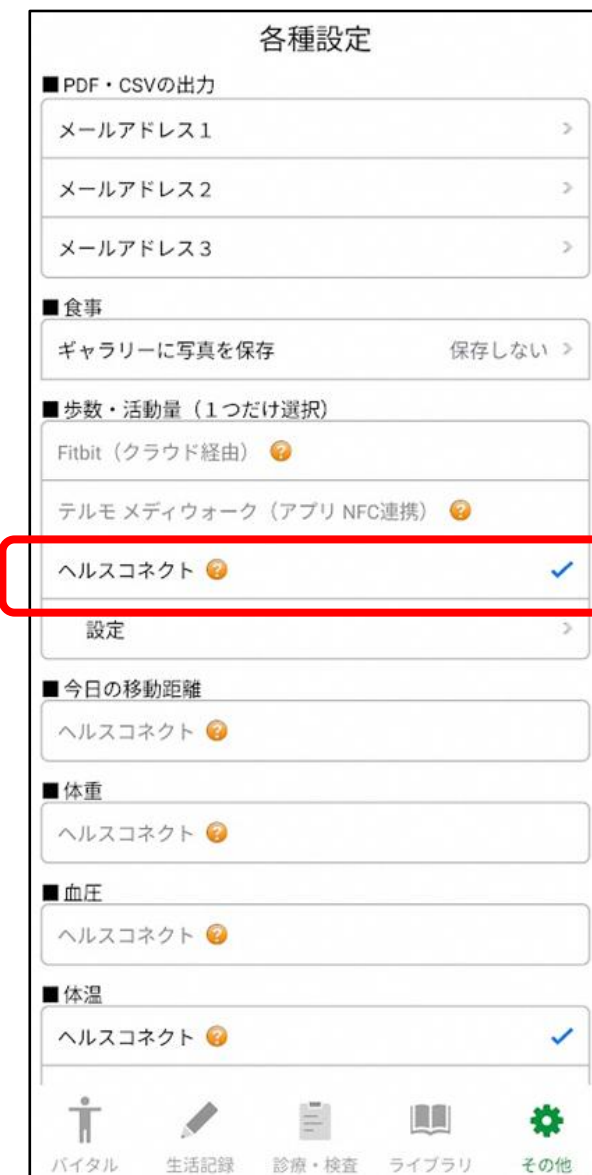 各種設定
■PDF・CSVの出力
メールアドレス１
メールアドレス２
メールアドレス３
■食事
ギャラリーに写真を保存 保存しない
■歩数・活動量（１つだけ選択）
Fitbit（クラウド経由）
テルモ メディウォーク（アプリ NFC連携）
ヘルスコネクト
設定
■今日の移動距離
ヘルスコネクト
■体重
ヘルスコネクト
■血圧
ヘルスコネクト
■体温
ヘルスコネクト
バイタル 生活記録 診療・検査 ライブラリ その他